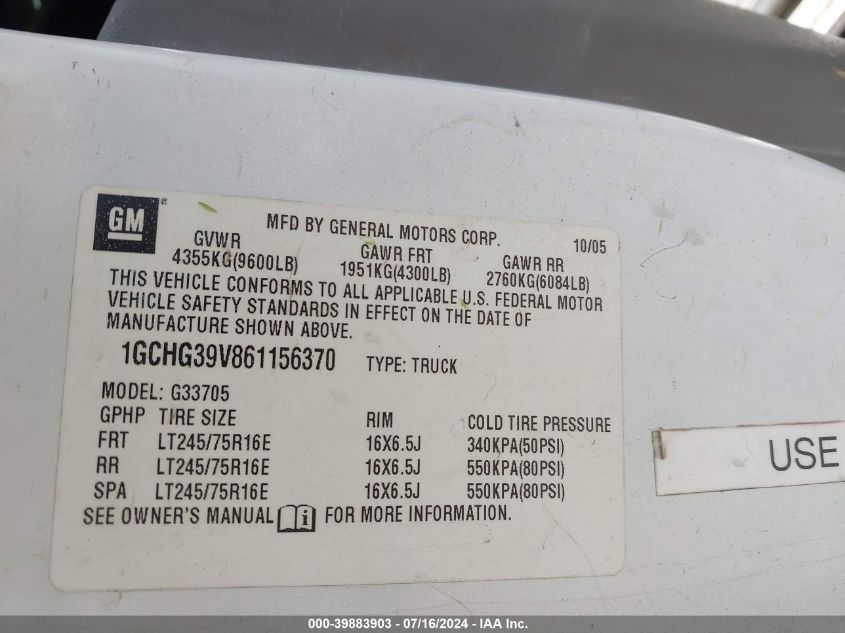 GM ® MFD BY GENERAL MOTORS CORP. 10/05
GVWR GAWR FRT GAWR RR
4355KG(9600LB) 1951KG(4300LB) 2760KG(6084LB)
THIS VEHICLE CONFORMS TO ALL APPLICABLE U.S. FEDERAL MOTOR
VEHICLE SAFETY STANDARDS IN EFFECT ON THE DATE OF
MANUFACTURE SHOWN ABOVE.
1GCHG39V861156370 TYPE: TRUCK
MODEL: G33705
GPHP TIRE SIZE RIM COLD TIRE PRESSURE
FRT LT245/75R16E 16X6.5J 340KPA(50PSI)
RR LT245/75R16E 16X6.5J 550KPA(80PSI)
SPA LT245/75R16E 16X6.5J 550KPA(80PSI)
SEE OWNER'S MANUAL i FOR MORE INFORMATION.
USE
000-39883903 - 07/16/2024 - IAA Inc.